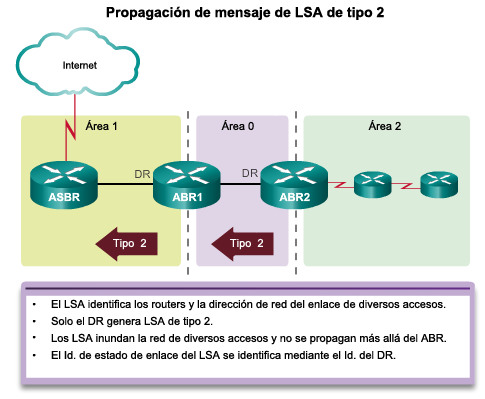 Propagación de mensaje de LSA de tipo 2
Internet
Área 1
Área 0
Área 2
DR
DR
ASBR
ABR1
ABR2
Tipo 2
Tipo 2
• El LSA identifica los routers y la dirección de red del enlace de diversos accesos.
• Solo el DR genera LSA de tipo 2.
• Los LSA inundan la red de diversos accesos y no se propagan más allá del ABR.
• El Id. de estado de enlace del LSA se identifica mediante el Id. del DR.